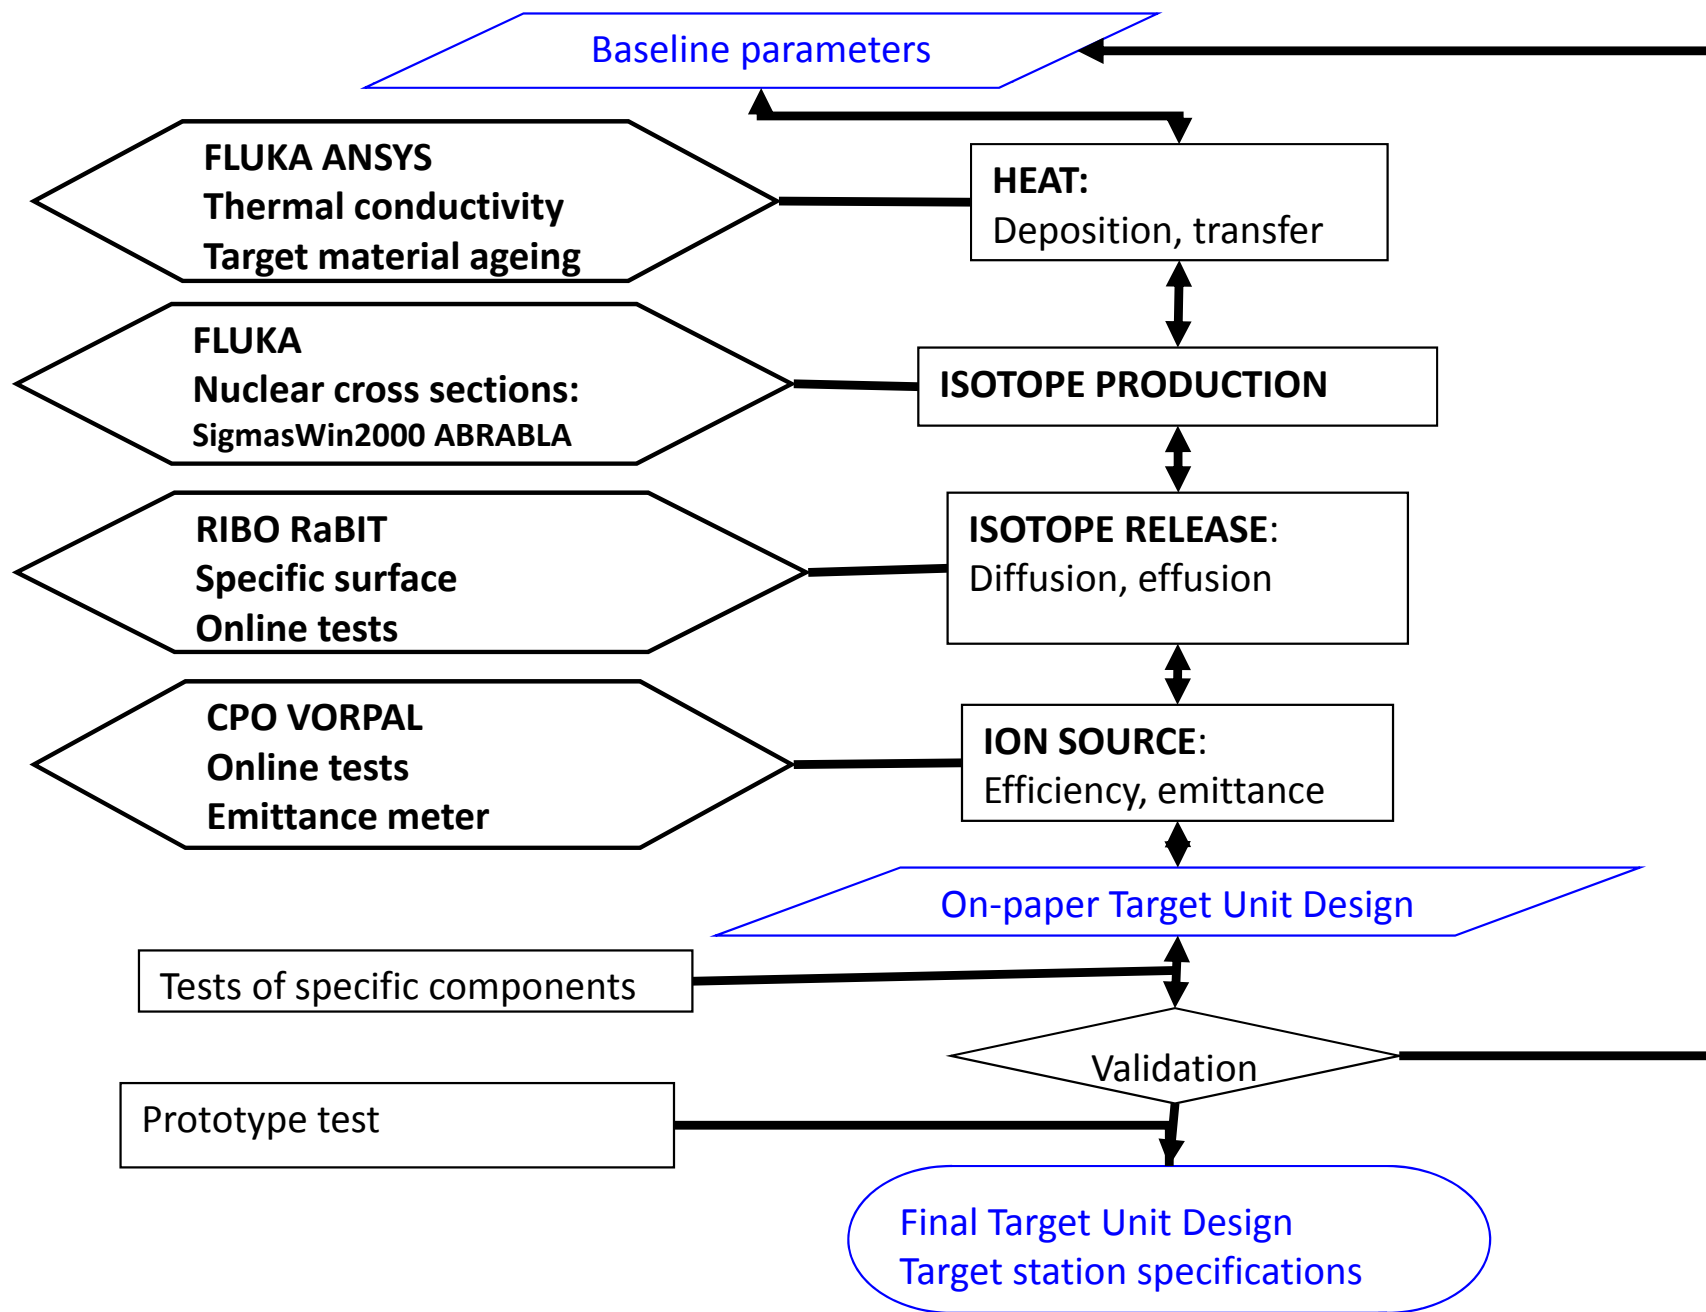 Baseline parameters
FLUKA ANSYS
Thermal conductivity
Target material ageing
HEAT:
Deposition, transfer
FLUKA
Nuclear cross sections:
SigmasWin2000 ABRABLA
ISOTOPE PRODUCTION
RIBO RaBIT
Specific surface
Online tests
ISOTOPE RELEASE:
Diffusion, effusion
CPO VORPAL
Online tests
Emittance meter
ION SOURCE:
Efficiency, emittance
On-paper Target Unit Design
Tests of specific components
Validation
Prototype test
Final Target Unit Design
Target station specifications